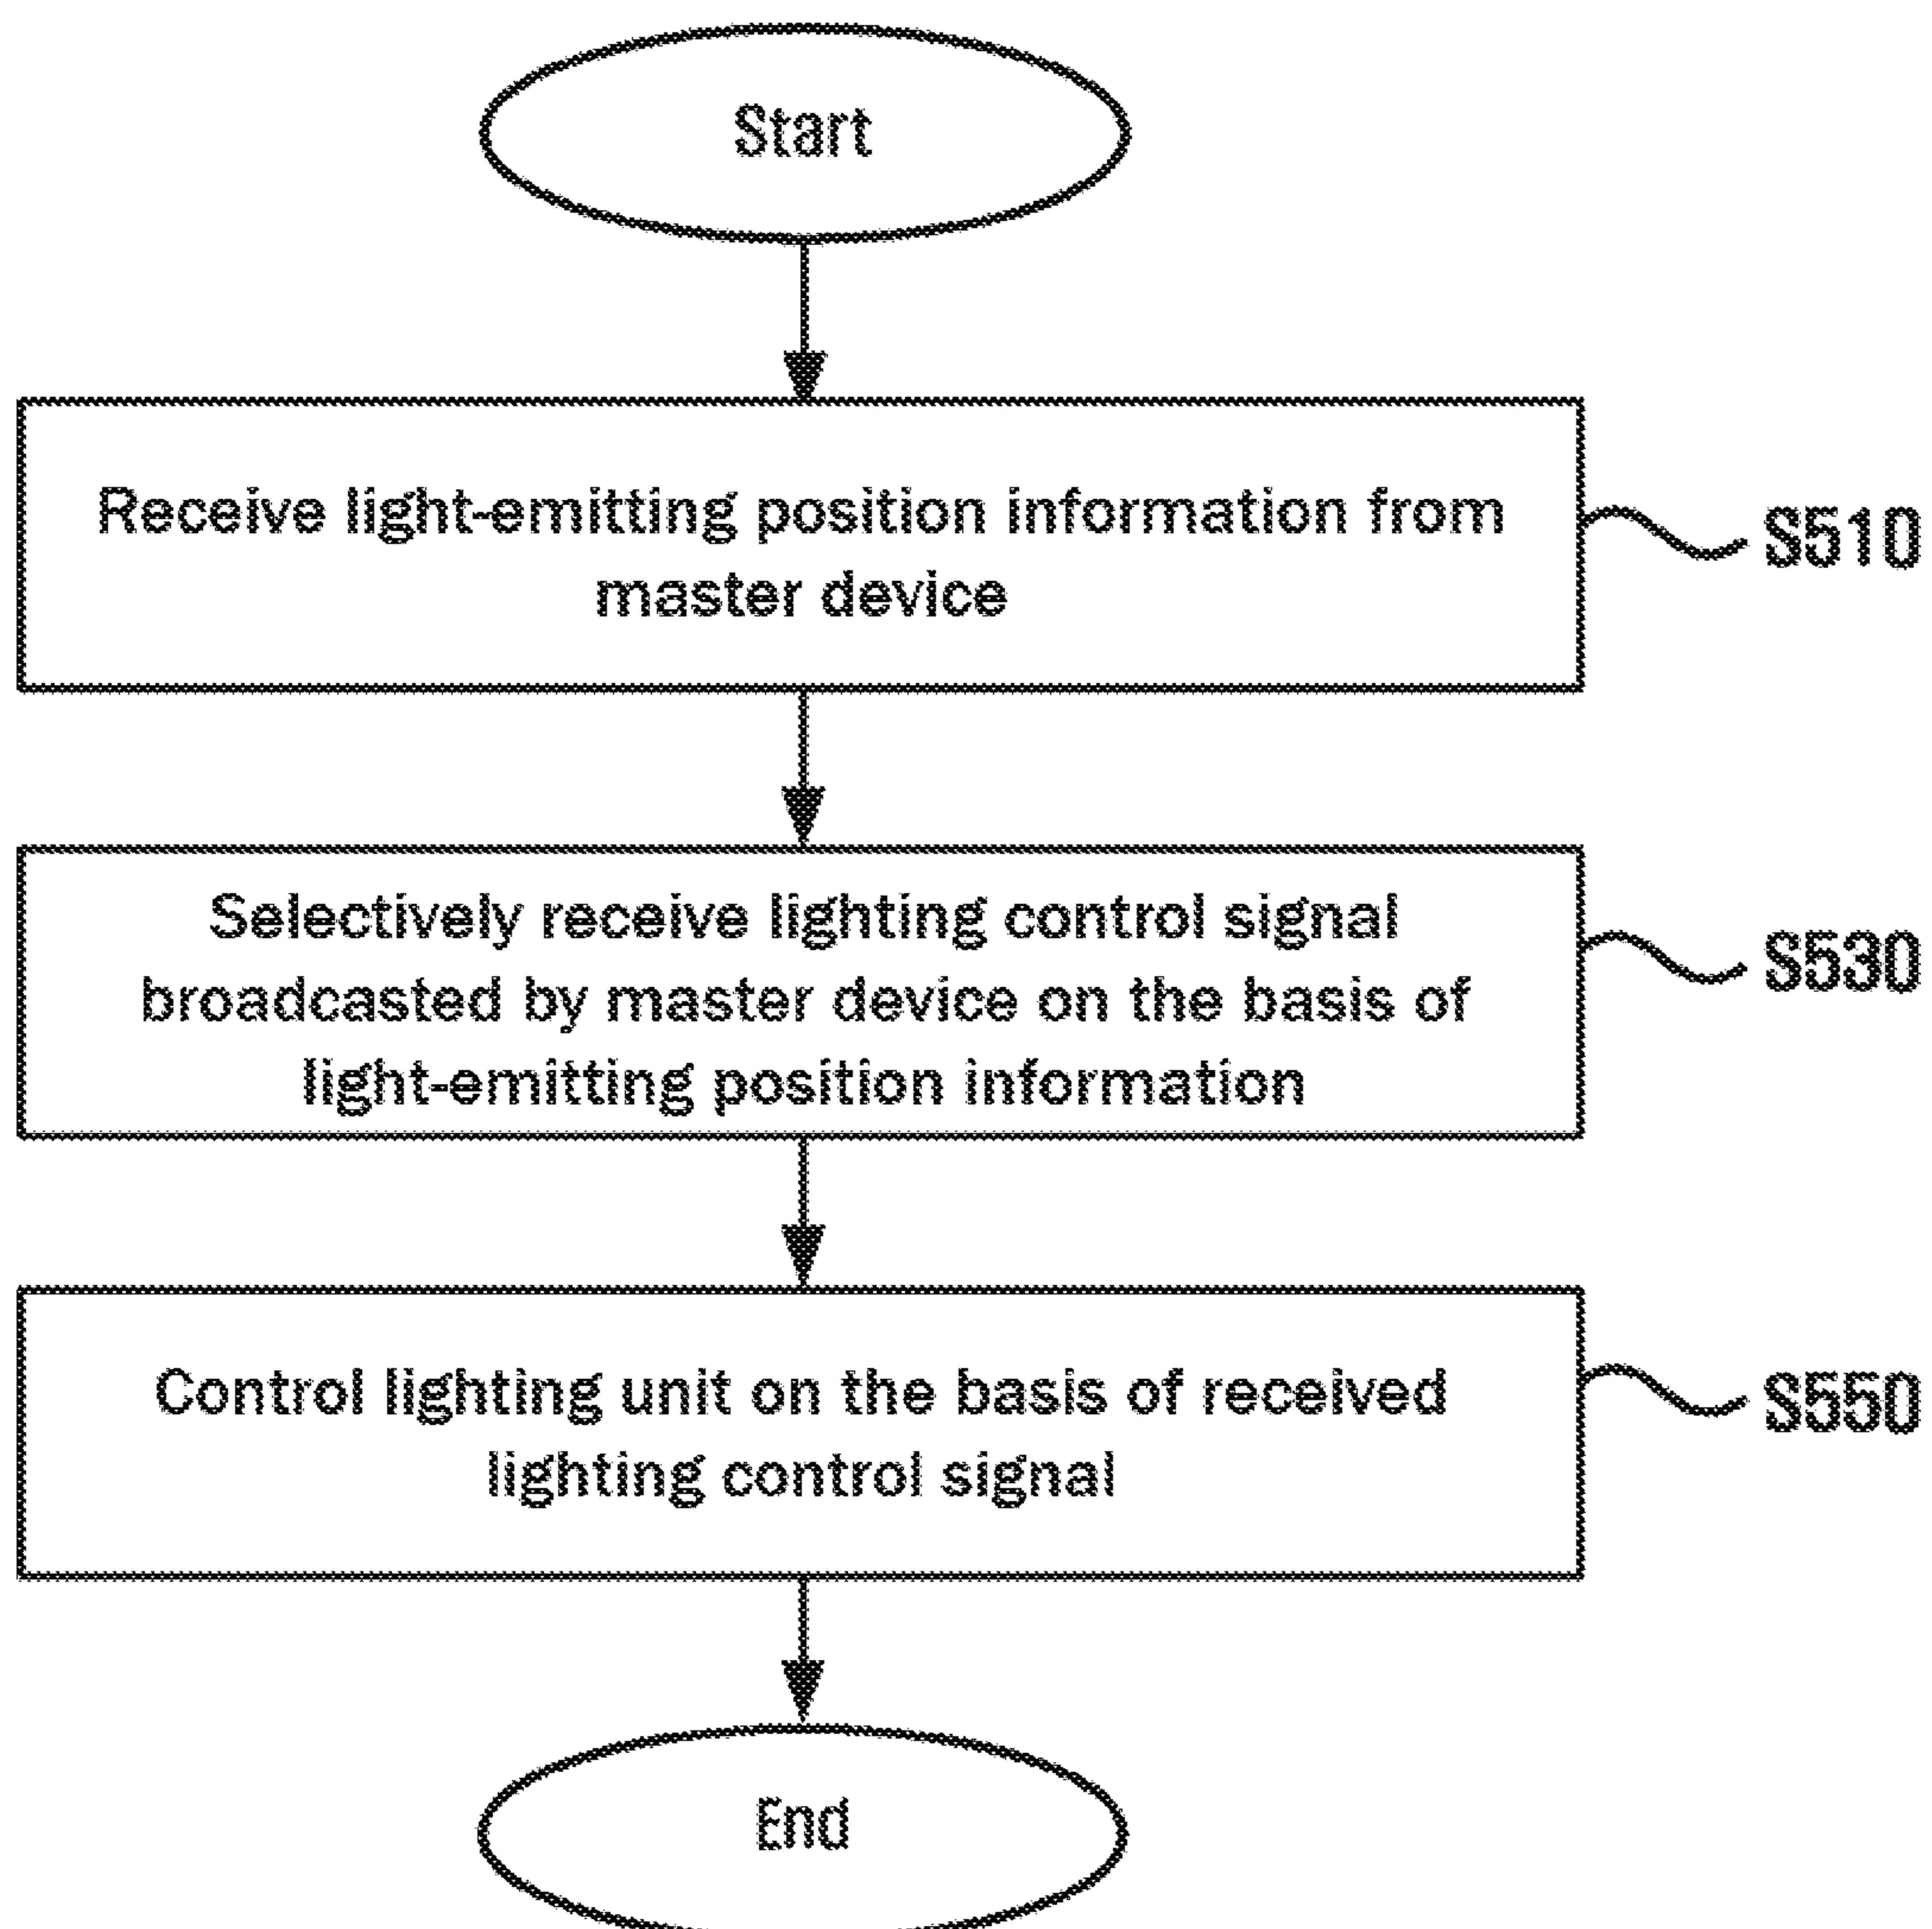 Start
Receive light-emitting position information from
master device
S510
Selectively receive lighting control signal
broadcasted by master device on the basis of
light-emitting position information
S530
Control lighting unit on the basis of received
lighting control signal
S550
End